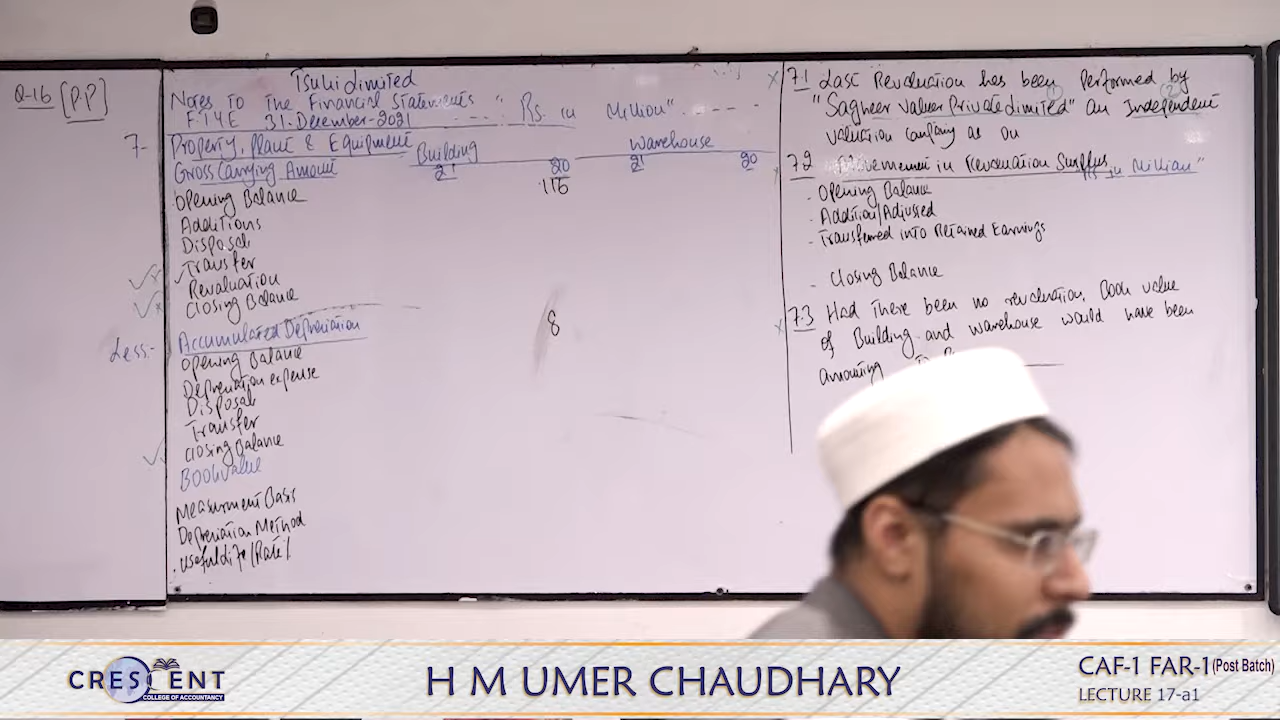 Q-16 [P.P]
Tsuki Limited
Notes To The Financial Statements "Rs. in Million"
F.T.Y.E 31-December-2021
7- Property, Plant & Equipment
Building Warehouse
Gross Carrying Amount 21 20 21 20
Opening Balance 115
Additions
Disposal
Transfer
Revaluation
Closing Balance
Less:- Accumulated Depreciation 8
Opening Balance
Depreciation expense
Disposal
Transfer
Closing Balance
Book Value
Measurment Basis
Depreciation Method
Useful Life/Rate%
7.1 Last Revaluation has been Performed by
"Sagheer Valuer Private Limited" an Independent
valuation company as on
7.2 Movement in Revaluation Surplus "Rs in Million"
- Opening Balance
- Addition/Adjusted
- Transferred into Retained Earnings
- Closing Balance
7.3 Had There been no revaluation, Book value
of Building and warehouse would have been
amounting
CRESCENT
COLLEGE OF ACCOUNTANCY
H M UMER CHAUDHARY
CAF-1 FAR-1(Post Batch)
LECTURE 17-a1